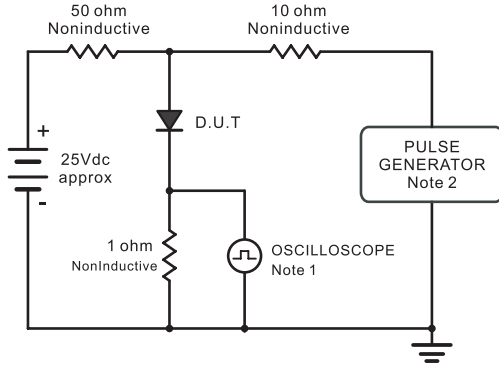 50 ohm
Noninductive
10 ohm
Noninductive
D.U.T
+
25Vdc
approx
-
PULSE
GENERATOR
Note 2
1 ohm
NonInductive
OSCILLOSCOPE
Note 1